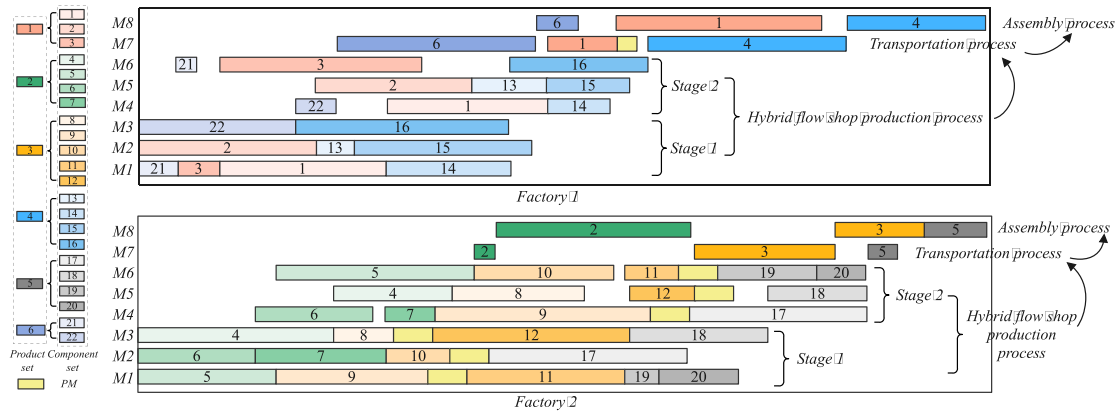 M8 6 1 4 Assembly process
M7 6 1 4 Transportation process
M6 21 3 16
M5 2 13 15 Stage 2
M4 22 1 14
Hybrid flow shop production process
M3 22 16
M2 2 13 15 Stage 1
M1 21 3 1 14
Factory 1
M8 2 3 5 Assembly process
M7 2 3 5 Transportation process
M6 5 10 11 19 20
M5 4 8 12 18 Stage 2
M4 6 7 9 17
Hybrid flow shop
production
process
M3 4 8 12 18
M2 6 7 10 17 Stage 1
M1 5 9 11 19 20
Factory 2
1 1
2
3
2 4
5
6
7
3 8
9
10
11
12
4 13
14
15
16
5 17
18
19
20
6 21
22
Product Component
set set
PM